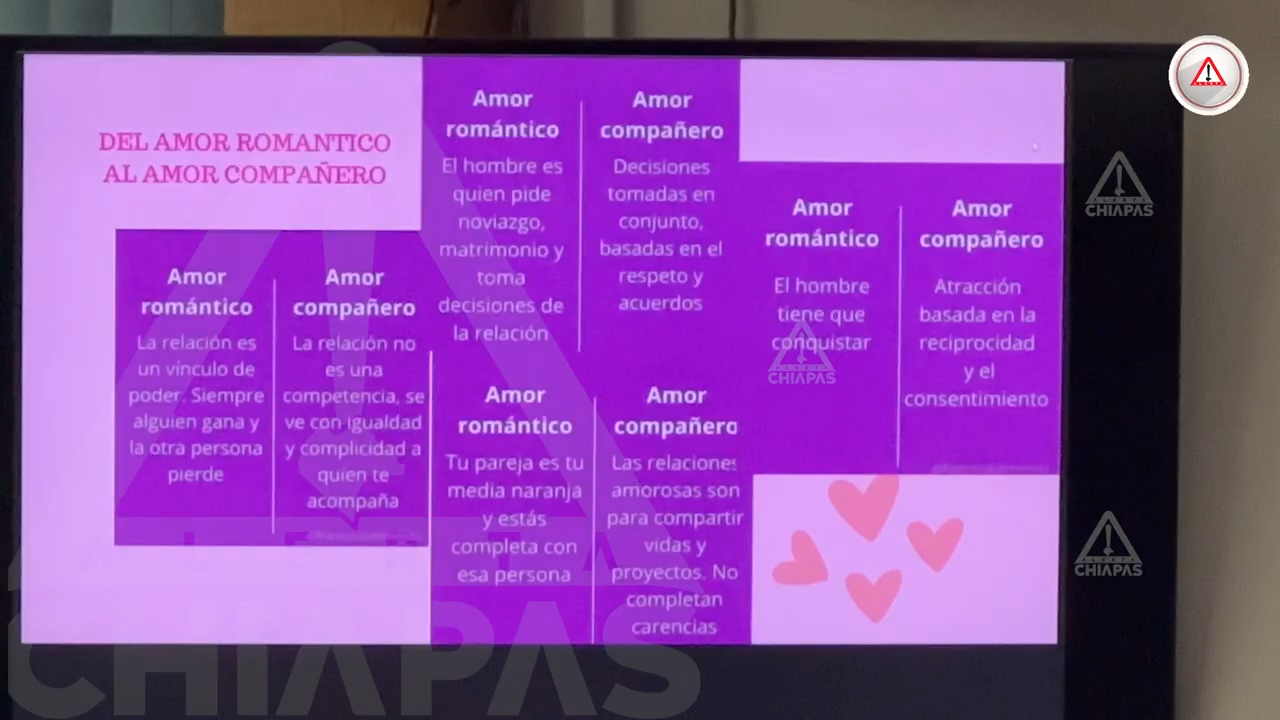 DEL AMOR ROMANTICO
AL AMOR COMPAÑERO
Amor
romántico
La relación es
un vínculo de
poder. Siempre
alguien gana y
la otra persona
pierde
Amor
compañero
La relación no
es una
competencia, se
ve con igualdad
y complicidad a
quien te
acompaña
Amor
romántico
El hombre es
quien pide
noviazgo,
matrimonio y
toma
decisiones de
la relación
Amor
compañero
Decisiones
tomadas en
conjunto,
basadas en el
respeto y
acuerdos
Amor
romántico
Tu pareja es tu
media naranja
y estás
completa con
esa persona
Amor
compañero
Las relaciones
amorosas son
para compartir
vidas y
proyectos. No
completan
carencias
Amor
romántico
El hombre
tiene que
conquistar
Amor
compañero
Atracción
basada en la
reciprocidad
y el
consentimiento
ALERTA
CHIAPAS
ALERTA
CHIAPAS
ALERTA
CHIAPAS
ALERTA
CHIAPAS
ALERTA